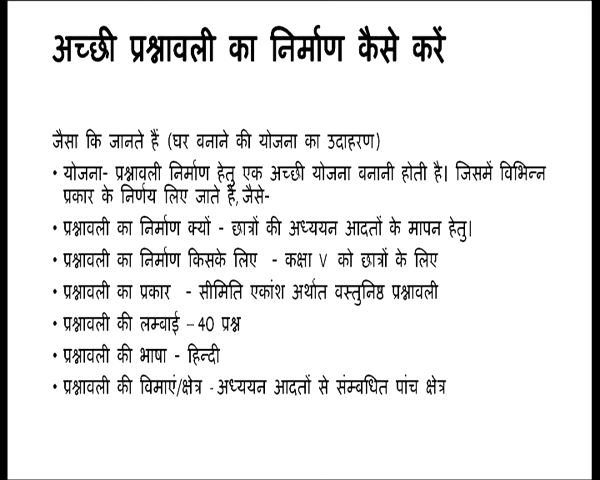 अच्छी प्रश्नावली का निर्माण कैसे करें
जैसा कि जानते हैं (घर बनाने की योजना का उदाहरण)
• योजना- प्रश्नावली निर्माण हेतु एक अच्छी योजना बनानी होती है। जिसमें विभिन्न
प्रकार के निर्णय लिए जाते हैं, जैसे-
• प्रश्नावली का निर्माण क्यों - छात्रों की अध्ययन आदतों के मापन हेतु।
• प्रश्नावली का निर्माण किसके लिए - कक्षा V को छात्रों के लिए
• प्रश्नावली का प्रकार - सीमिति एकांश अर्थात वस्तुनिष्ठ प्रश्नावली
• प्रश्नावली की लम्बाई – 40 प्रश्न
• प्रश्नावली की भाषा - हिन्दी
• प्रश्नावली की विमाएं/क्षेत्र - अध्ययन आदतों से संम्बधित पांच क्षेत्र